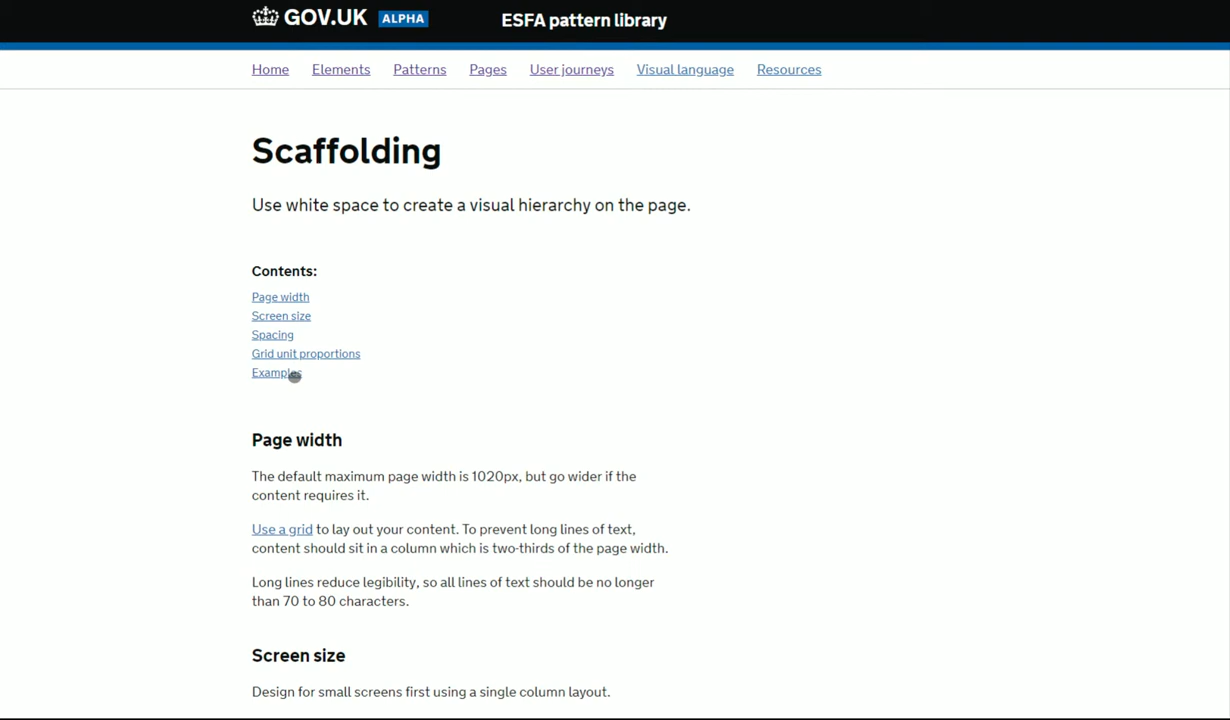 GOV.UK ALPHA ESFA pattern library
Home Elements Patterns Pages User journeys Visual language Resources
Scaffolding
Use white space to create a visual hierarchy on the page.
Contents:
Page width
Screen size
Spacing
Grid unit proportions
Examples
Page width
The default maximum page width is 1020px, but go wider if the
content requires it.
Use a grid to lay out your content. To prevent long lines of text,
content should sit in a column which is two-thirds of the page width.
Long lines reduce legibility, so all lines of text should be no longer
than 70 to 80 characters.
Screen size
Design for small screens first using a single column layout.